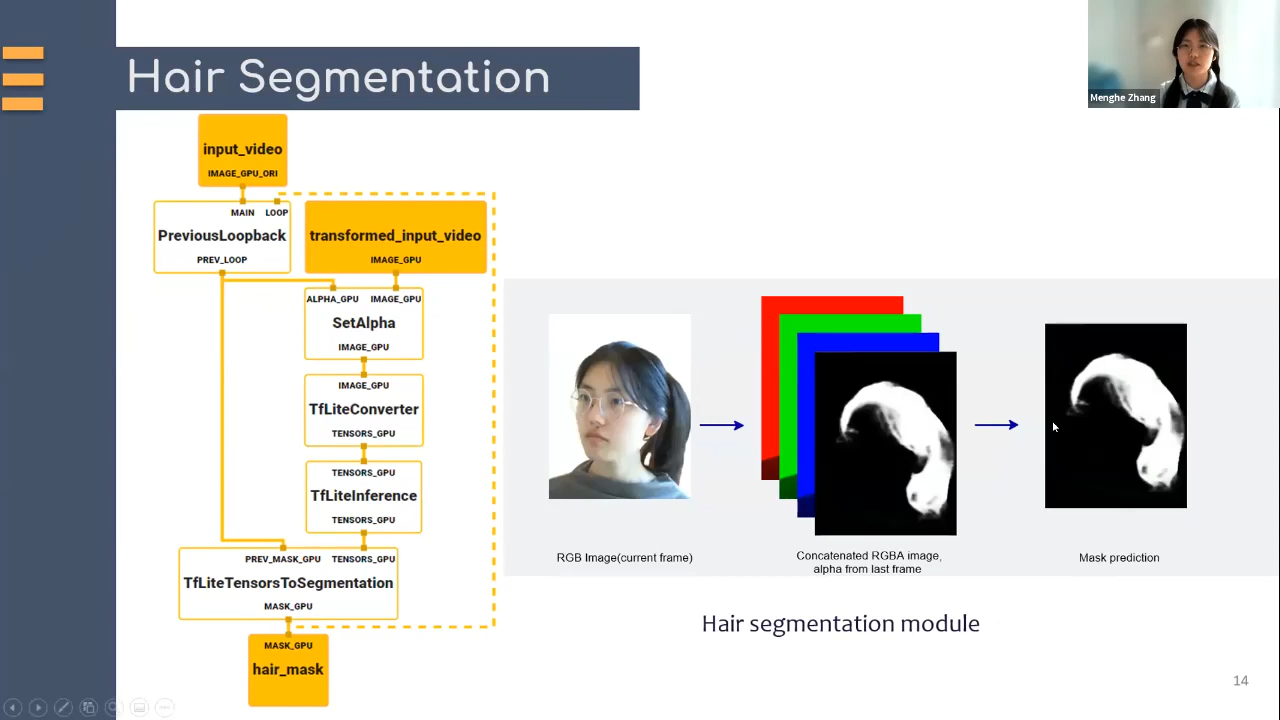 Hair Segmentation
Menghe Zhang
input_video
IMAGE_GPU_ORI
MAIN LOOP
PreviousLoopback
PREV_LOOP
transformed_input_video
IMAGE_GPU
ALPHA_GPU IMAGE_GPU
SetAlpha
IMAGE_GPU
IMAGE_GPU
TfLiteConverter
TENSORS_GPU
TENSORS_GPU
TfLiteInference
TENSORS_GPU
PREV_MASK_GPU TENSORS_GPU
TfLiteTensorsToSegmentation
MASK_GPU
MASK_GPU
hair_mask
RGB Image(current frame)
Concatenated RGBA image,
alpha from last frame
Mask prediction
Hair segmentation module
14